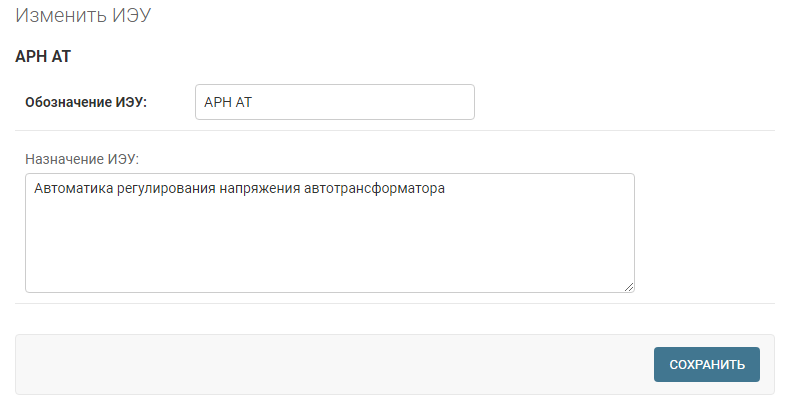 Изменить ИЭУ
АРН АТ
Обозначение ИЭУ:
АРН АТ
Назначение ИЭУ:
Автоматика регулирования напряжения автотрансформатора
СОХРАНИТЬ